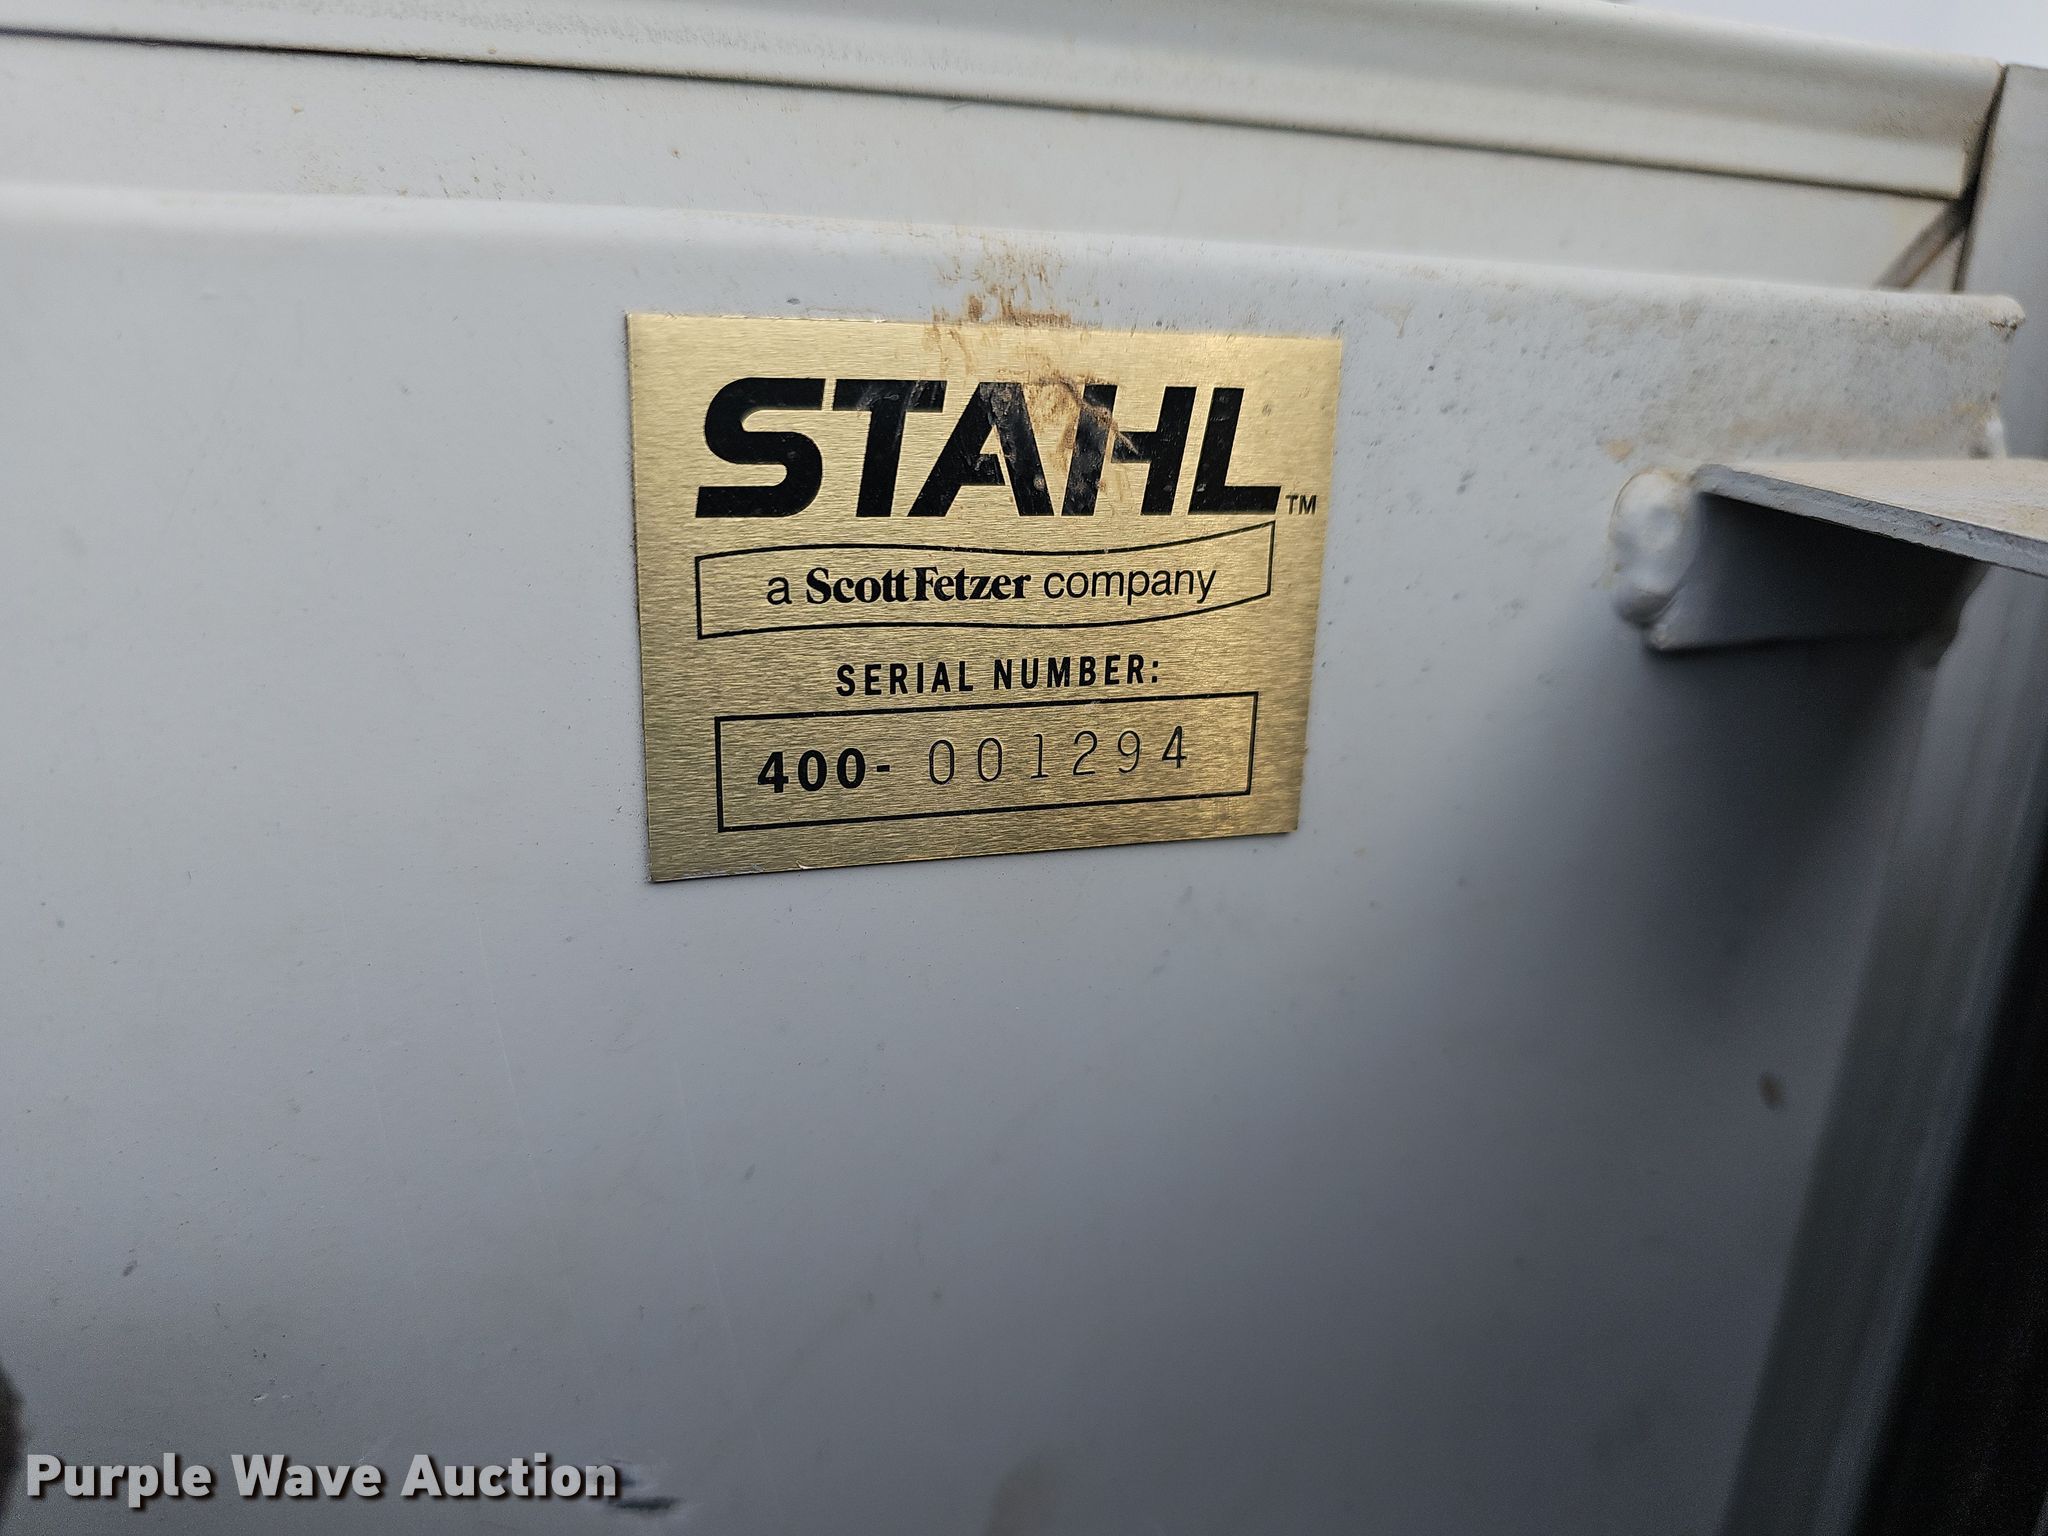 STAHL™
a ScottFetzer company
SERIAL NUMBER:
400- 001294
Purple Wave Auction